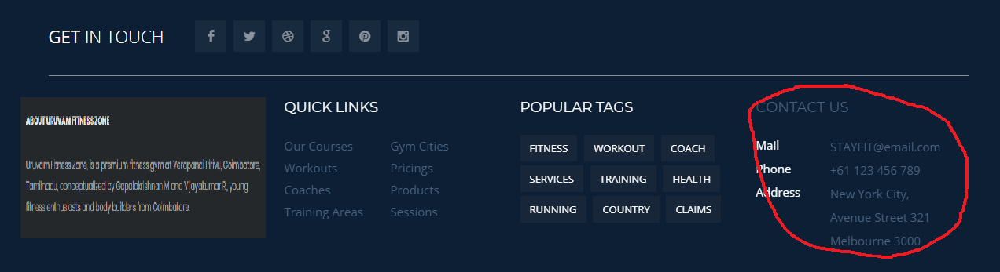 GET IN TOUCH
ABOUT URUVAM FITNESS ZONE
Uruvam Fitness Zone, is a premium fitness gym at Verapandi Pirivu, Coimbatore,
Tamilnadu, conceptualized by Gopalakrishnan M and Vijayakumar R, young
fitness enthusiasts and body builders from Coimbatore.
QUICK LINKS
Our Courses
Workouts
Coaches
Training Areas
Gym Cities
Pricings
Products
Sessions
POPULAR TAGS
FITNESS WORKOUT COACH
SERVICES TRAINING HEALTH
RUNNING COUNTRY CLAIMS
CONTACT US
Mail STAYFIT@email.com
Phone +61 123 456 789
Address New York City,
Avenue Street 321
Melbourne 3000